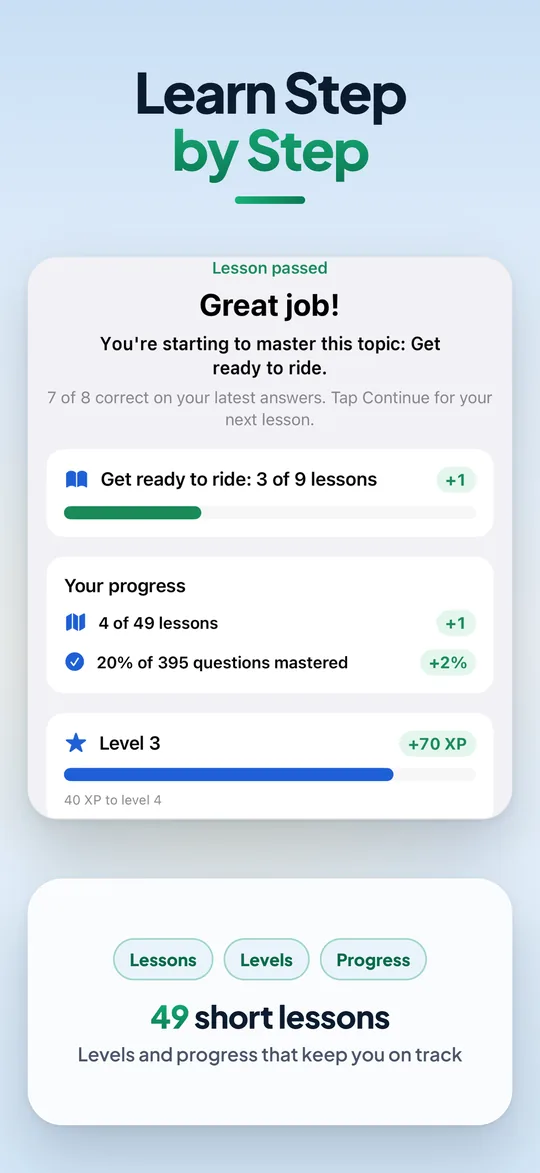 Learn Step
by Step
Lesson passed
Great job!
You're starting to master this topic: Get
ready to ride.
7 of 8 correct on your latest answers. Tap Continue for your
next lesson.
Get ready to ride: 3 of 9 lessons +1
Your progress
4 of 49 lessons +1
20% of 395 questions mastered +2%
Level 3 +70 XP
40 XP to level 4
Lessons Levels Progress
49 short lessons
Levels and progress that keep you on track